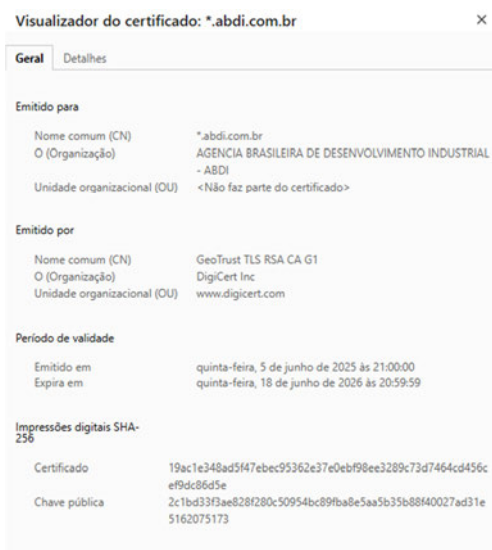 Visualizador do certificado: *.abdi.com.br ×
Geral Detalhes
Emitido para
Nome comum (CN) *.abdi.com.br
O (Organização) AGENCIA BRASILEIRA DE DESENVOLVIMENTO INDUSTRIAL
- ABDI
Unidade organizacional (OU) <Não faz parte do certificado>
Emitido por
Nome comum (CN) GeoTrust TLS RSA CA G1
O (Organização) DigiCert Inc
Unidade organizacional (OU) www.digicert.com
Período de validade
Emitido em quinta-feira, 5 de junho de 2025 às 21:00:00
Expira em quinta-feira, 18 de junho de 2026 às 20:59:59
Impressões digitais SHA-
256
Certificado 19ac1e348ad5f47ebec95362e37e0ebf98ee3289c73d7464cd456c
ef9dc86d5e
Chave pública 2c1bd33f3ae828f280c50954bc89fba8e5aa5b35b88f40027ad31e
5162075173